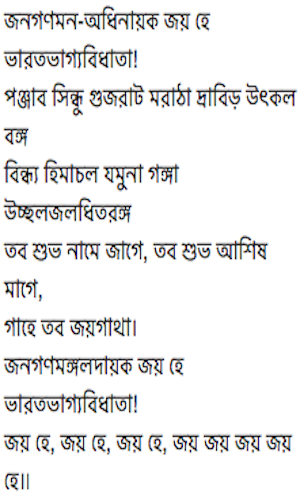 জনগণমন-অধিনায়ক জয় হে
ভারতভাগ্যবিধাতা!
পঞ্জাব সিন্ধু গুজরাট মরাঠা দ্রাবিড় উৎকল
বঙ্গ
বিন্ধ্য হিমাচল যমুনা গঙ্গা
উচ্ছলজলধিতরঙ্গ
তব শুভ নামে জাগে, তব শুভ আশিষ
মাগে,
গাহে তব জয়গাথা।
জনগণমঙ্গলদায়ক জয় হে
ভারতভাগ্যবিধাতা!
জয় হে, জয় হে, জয় হে, জয় জয় জয় জয়
হে॥